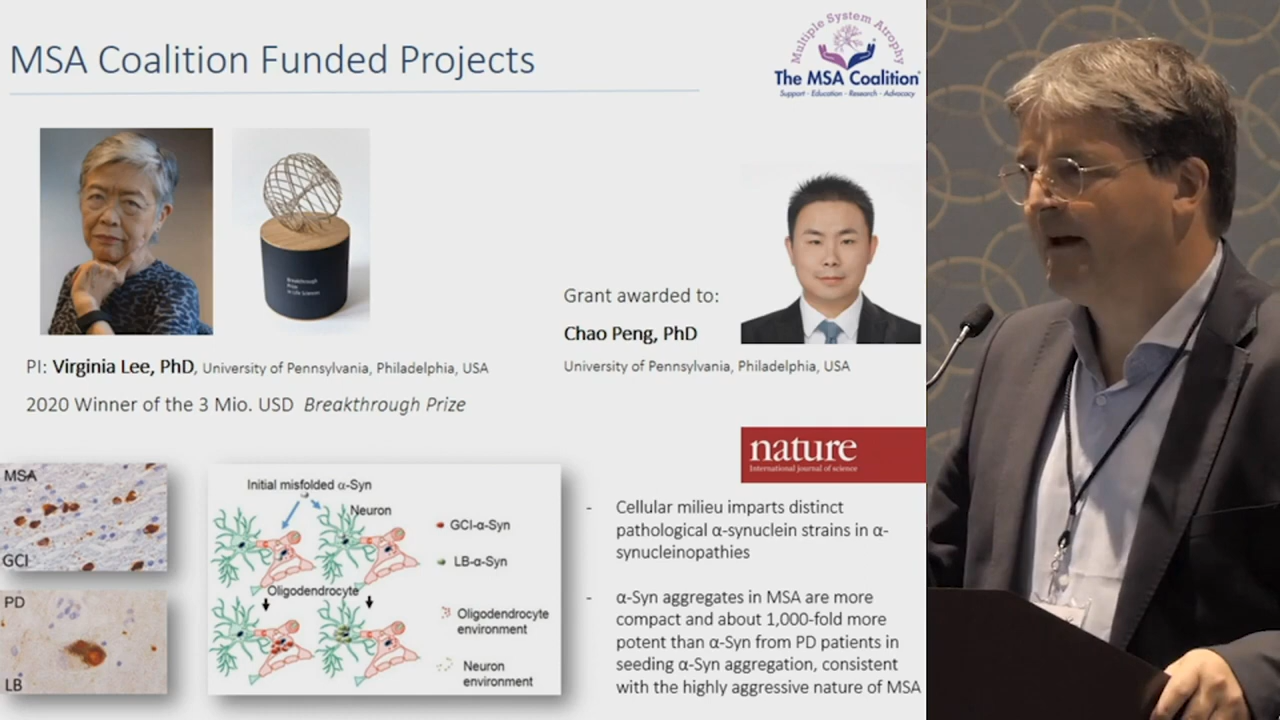 MSA Coalition Funded Projects
Multiple System Atrophy
The MSA Coalition
Support - Education - Research - Advocacy
Breakthrough
Prize
in Life Sciences
Grant awarded to:
Chao Peng, PhD
University of Pennsylvania, Philadelphia, USA
PI: Virginia Lee, PhD, University of Pennsylvania, Philadelphia, USA
2020 Winner of the 3 Mio. USD Breakthrough Prize
nature
International journal of science
MSA
GCI
PD
LB
Initial misfolded α-Syn
Neuron
GCI-α-Syn
LB-α-Syn
Oligodendrocyte
Oligodendrocyte
environment
Neuron
environment
- Cellular milieu imparts distinct
pathological α-synuclein strains in α-
synucleinopathies
- α-Syn aggregates in MSA are more
compact and about 1,000-fold more
potent than α-Syn from PD patients in
seeding α-Syn aggregation, consistent
with the highly aggressive nature of MSA